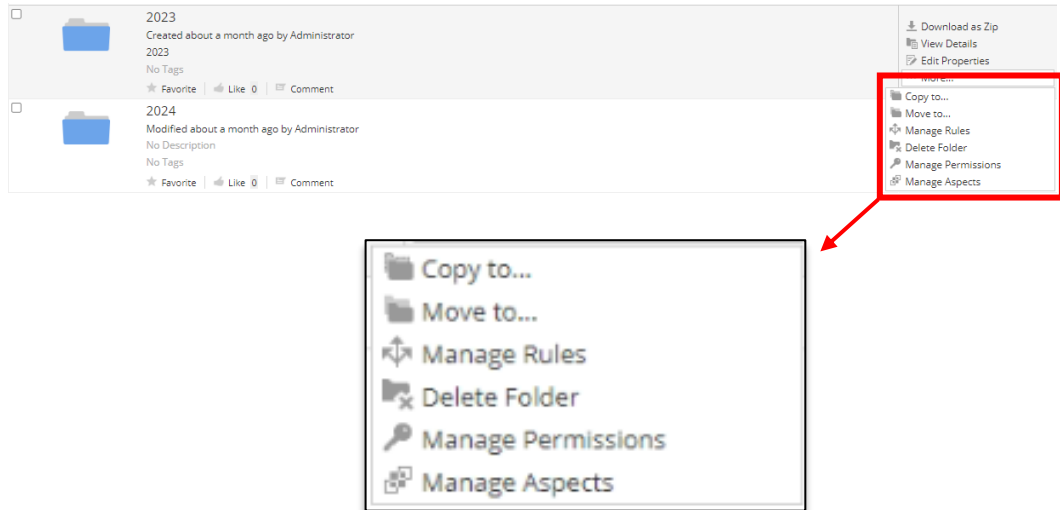 2023
Created about a month ago by Administrator
2023
No Tags
Favorite Like 0 Comment
Download as Zip
View Details
Edit Properties
More...
2024
Modified about a month ago by Administrator
No Description
No Tags
Favorite Like 0 Comment
Copy to...
Move to...
Manage Rules
Delete Folder
Manage Permissions
Manage Aspects
Copy to...
Move to...
Manage Rules
Delete Folder
Manage Permissions
Manage Aspects